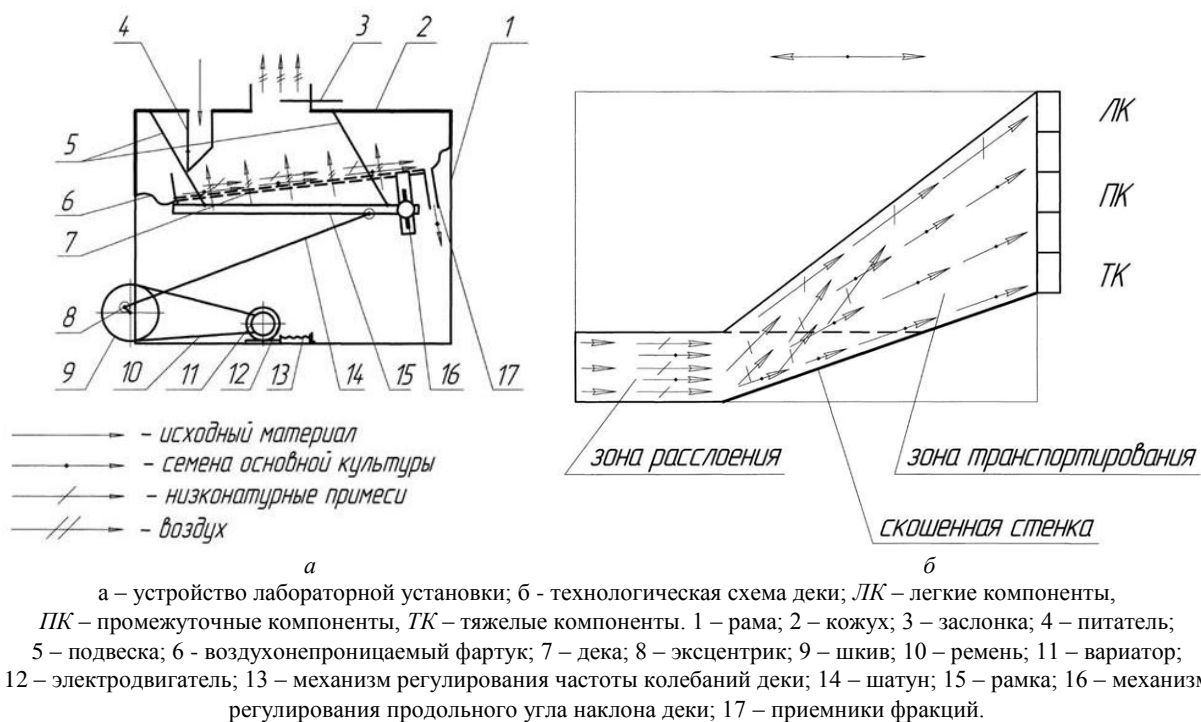 4 3 2 1
5
6
7
8
9 10 11 12 13 14 15 16 17
– исходный материал
– семена основной культуры
– низконатурные примеси
– воздух
ЛК
ПК
ТК
зона расслоения
зона транспортирования
скошенная стенка
а б
а – устройство лабораторной установки; б - технологическая схема деки; ЛК – легкие компоненты,
ПК – промежуточные компоненты, ТК – тяжелые компоненты. 1 – рама; 2 – кожух; 3 – заслонка; 4 – питатель;
5 – подвеска; 6 - воздухонепроницаемый фартук; 7 – дека; 8 – эксцентрик; 9 – шкив; 10 – ремень; 11 – вариатор;
12 – электродвигатель; 13 – механизм регулирования частоты колебаний деки; 14 – шатун; 15 – рамка; 16 – механизм
регулирования продольного угла наклона деки; 17 – приемники фракций.